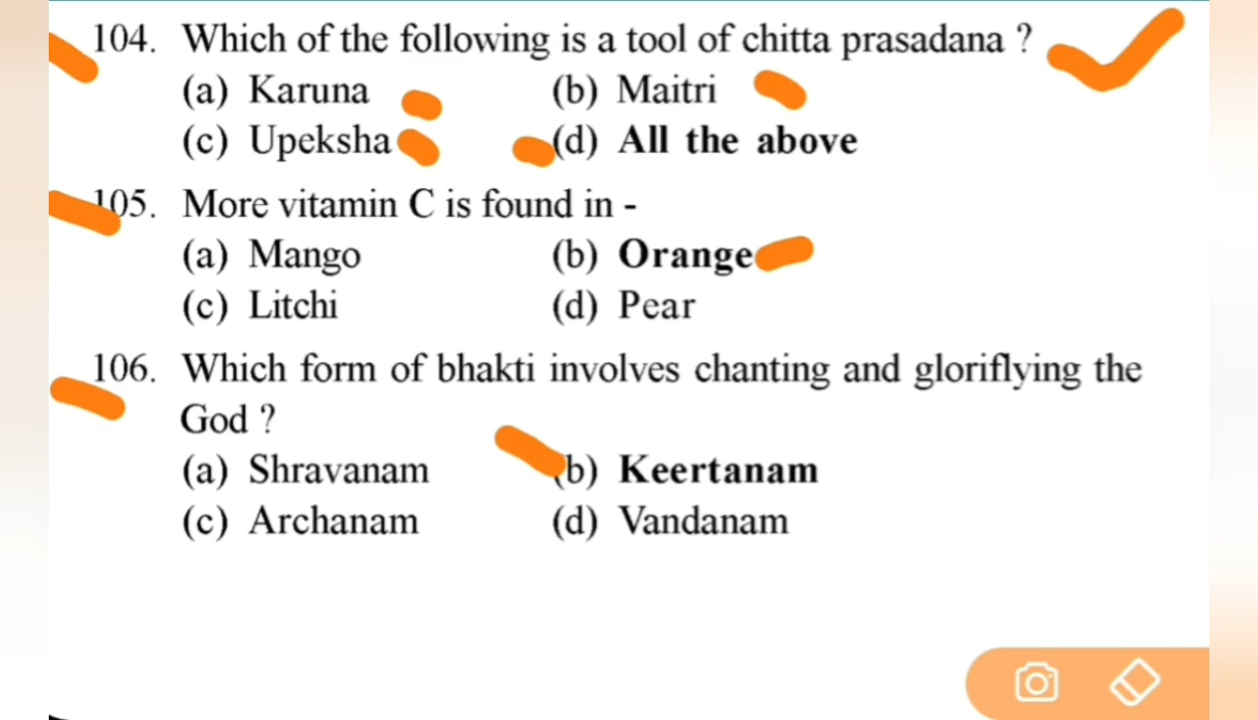 104. Which of the following is a tool of chitta prasadana ?
(a) Karuna (b) Maitri
(c) Upeksha (d) All the above
105. More vitamin C is found in -
(a) Mango (b) Orange
(c) Litchi (d) Pear
106. Which form of bhakti involves chanting and gloriflying the
God ?
(a) Shravanam (b) Keertanam
(c) Archanam (d) Vandanam